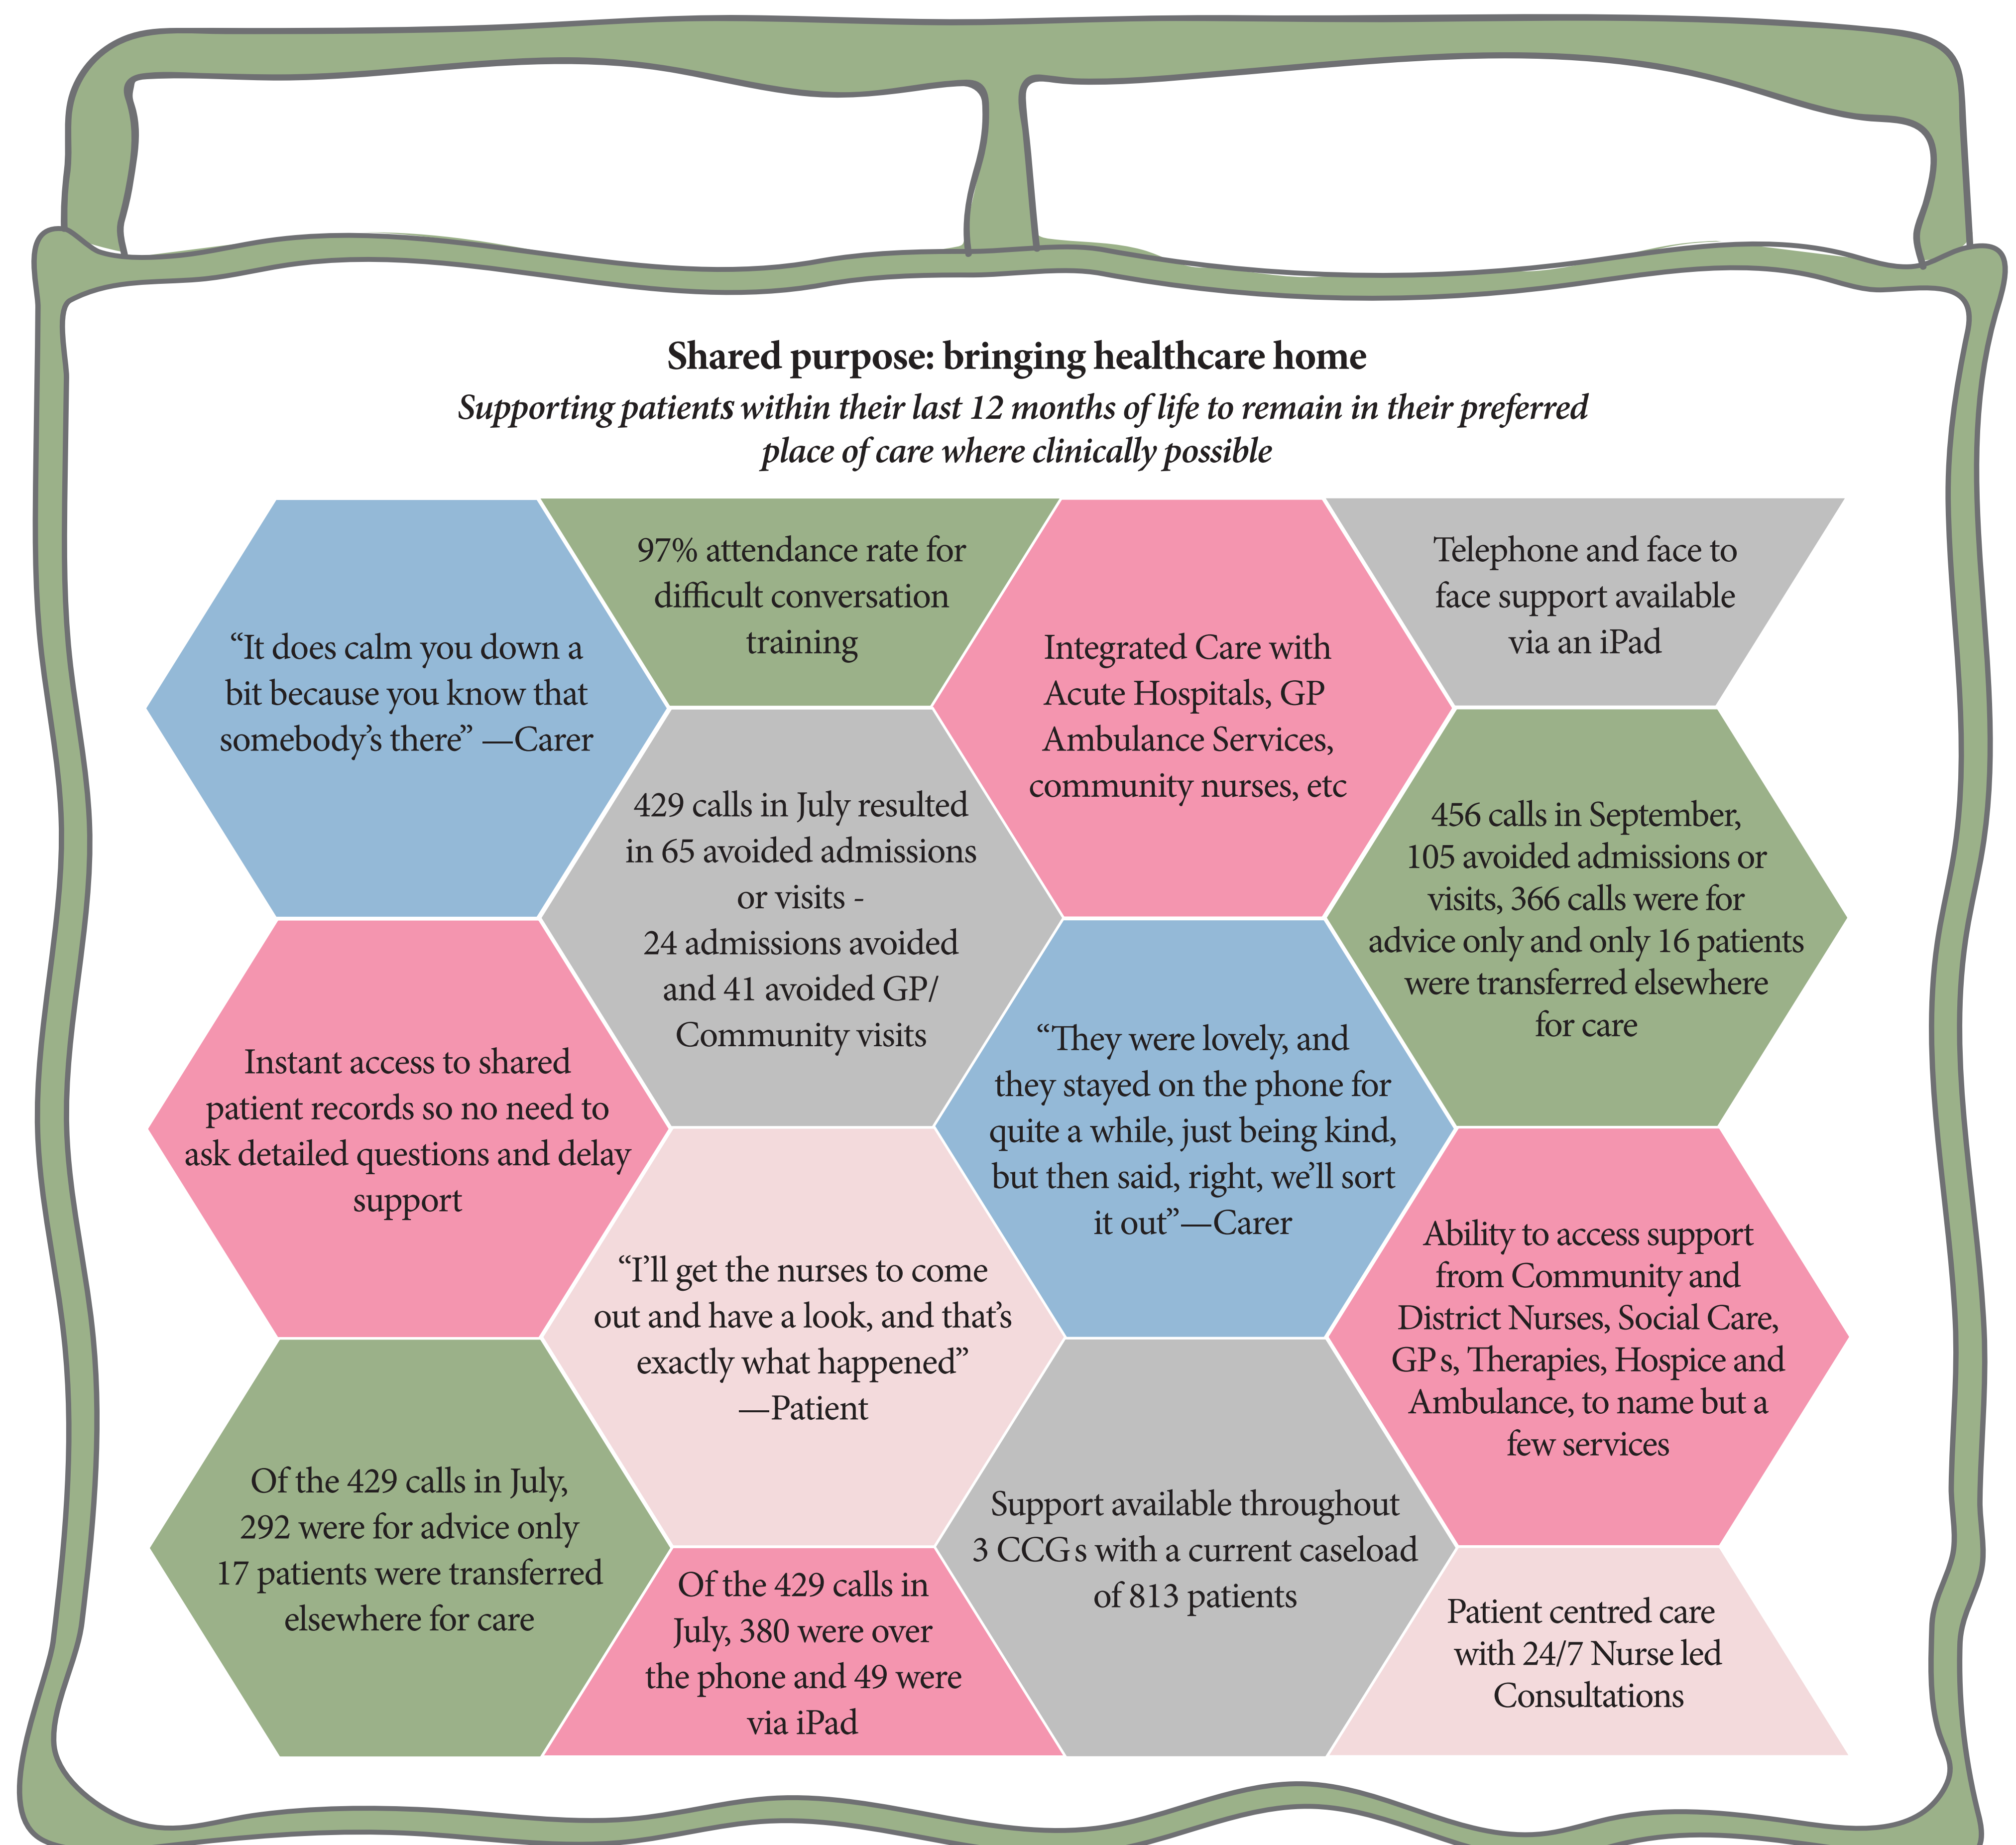 Shared purpose: bringing healthcare home
Supporting patients within their last 12 months of life to remain in their preferred
place of care where clinically possible
“It does calm you down a
bit because you know that
somebody’s there” —Carer
97% attendance rate for
difficult conversation
training
Integrated Care with
Acute Hospitals, GP
Ambulance Services,
community nurses, etc
Telephone and face to
face support available
via an iPad
429 calls in July resulted
in 65 avoided admissions
or visits -
24 admissions avoided
and 41 avoided GP/
Community visits
456 calls in September,
105 avoided admissions or
visits, 366 calls were for
advice only and only 16 patients
were transferred elsewhere
for care
Instant access to shared
patient records so no need to
ask detailed questions and delay
support
“They were lovely, and
they stayed on the phone for
quite a while, just being kind,
but then said, right, we’ll sort
it out”—Carer
“I’ll get the nurses to come
out and have a look, and that’s
exactly what happened”
—Patient
Ability to access support
from Community and
District Nurses, Social Care,
GPs, Therapies, Hospice and
Ambulance, to name but a
few services
Of the 429 calls in July,
292 were for advice only
17 patients were transferred
elsewhere for care
Of the 429 calls in
July, 380 were over
the phone and 49 were
via iPad
Support available throughout
3 CCGs with a current caseload
of 813 patients
Patient centred care
with 24/7 Nurse led
Consultations